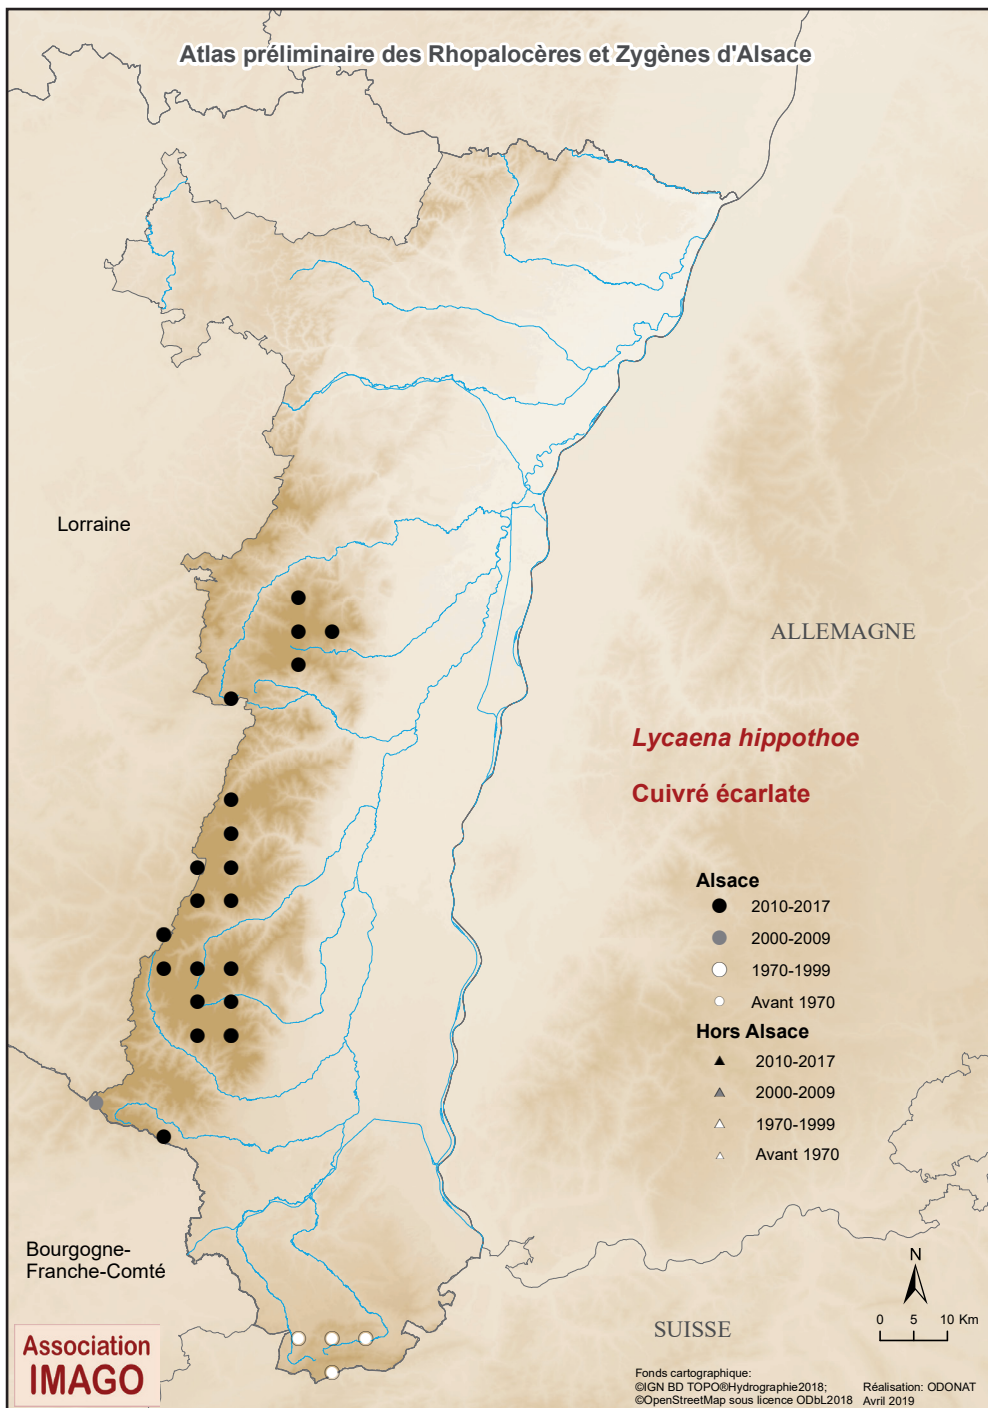 Atlas préliminaire des Rhopalocères et Zygènes d'Alsace
Lorraine
ALLEMAGNE
Lycaena hippothoe
Cuivré écarlate
Alsace
2010-2017
2000-2009
1970-1999
Avant 1970
Hors Alsace
2010-2017
2000-2009
1970-1999
Avant 1970
Bourgogne-
Franche-Comté
N
0 5 10 Km
SUISSE
Association
IMAGO
Fonds cartographique:
©IGN BD TOPO®Hydrographie2018;
©OpenStreetMap sous licence ODbL2018
Réalisation: ODONAT
Avril 2019